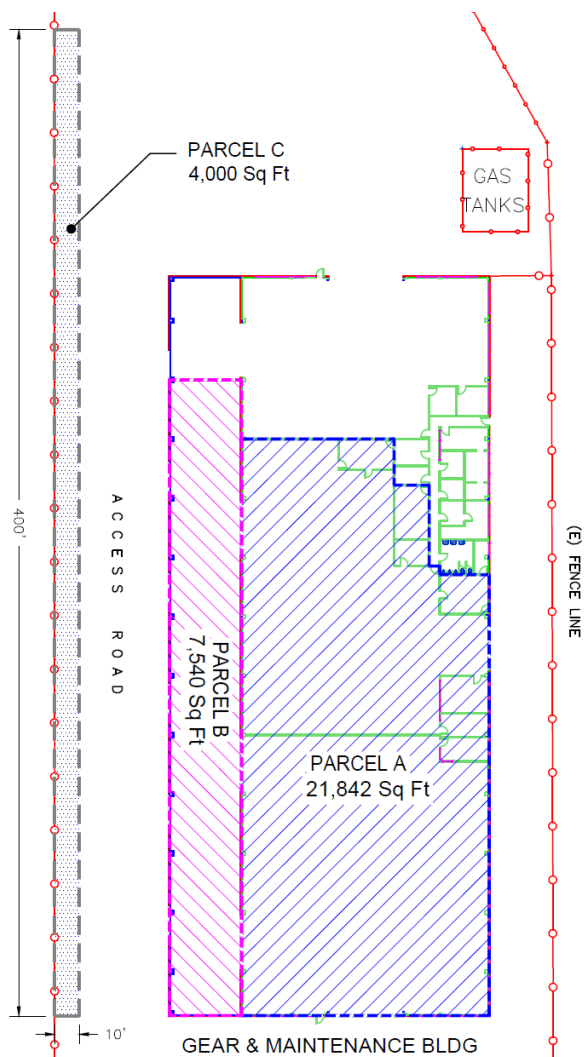 PARCEL C
4,000 Sq Ft
GAS
TANKS
400'
ACCESS ROAD
(E) FENCE LINE
PARCEL B
7,540 Sq Ft
PARCEL A
21,842 Sq Ft
10'
GEAR & MAINTENANCE BLDG